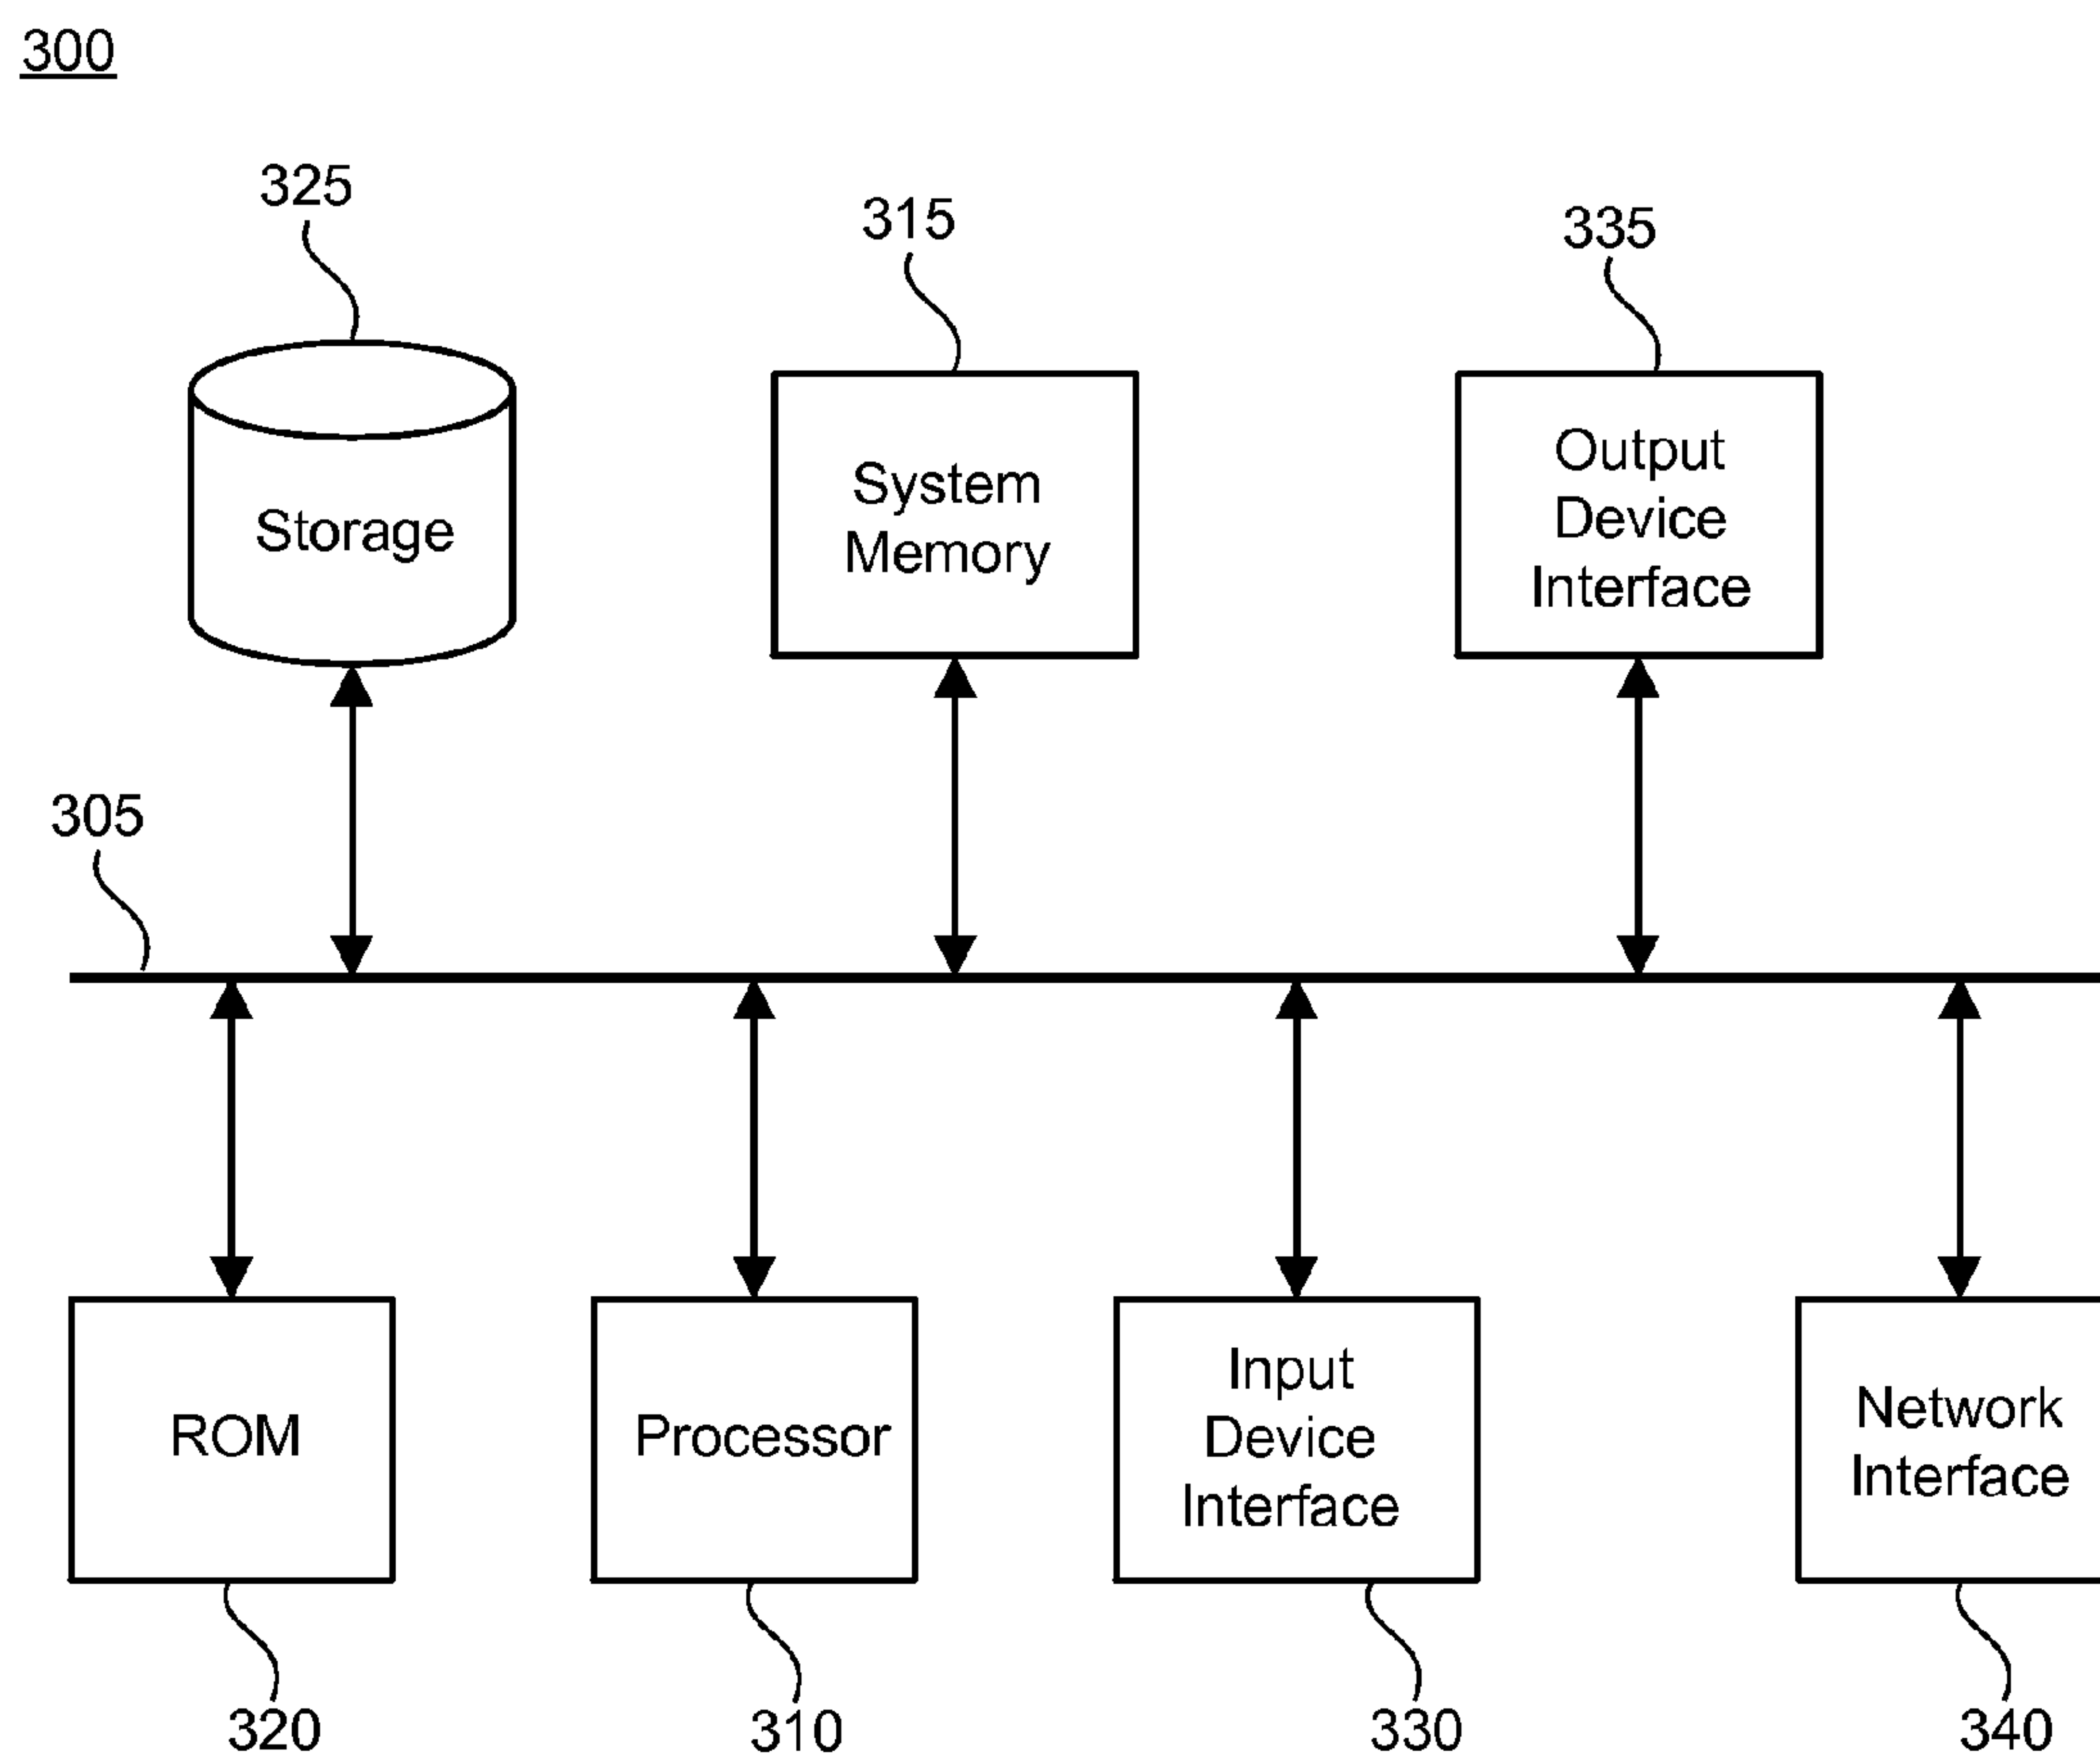 300
325
315
335
Storage
System
Memory
Output
Device
Interface
305
ROM
Processor
Input
Device
Interface
Network
Interface
320
310
330
340